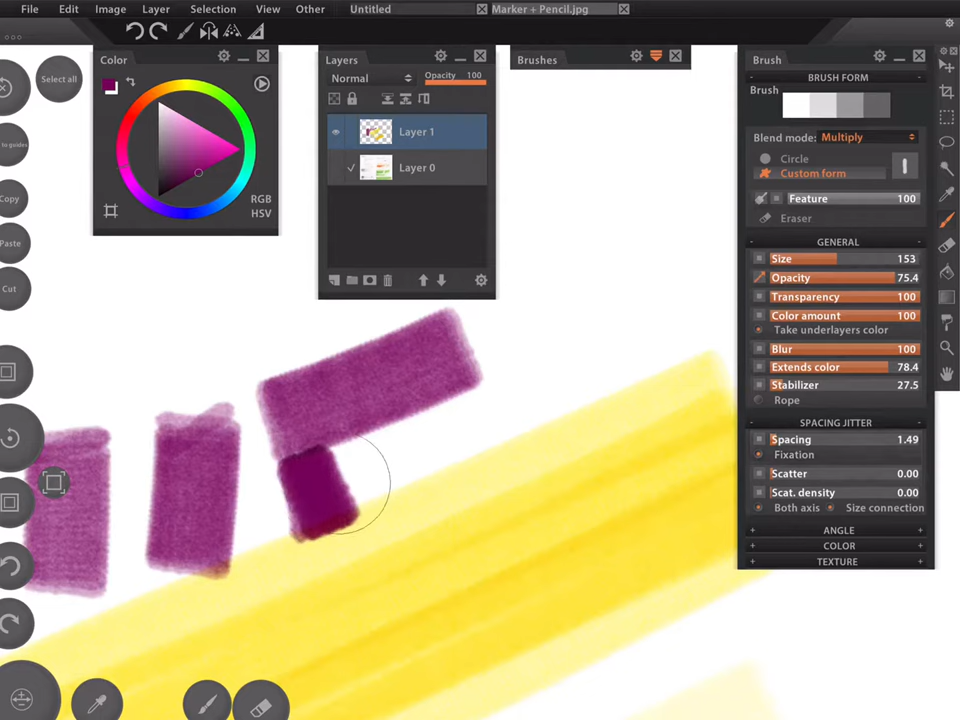 File Edit Image Layer Selection View Other Untitled Marker + Pencil.jpg
Select all
to guides
Copy
Paste
Cut
Color
RGB
HSV
Layers
Normal
Opacity 100
Layer 1
Layer 0
Brushes
Brush
BRUSH FORM
Brush
Blend mode: Multiply
Circle
Custom form
Feature 100
Eraser
GENERAL
Size 153
Opacity 75.4
Transparency 100
Color amount 100
Take underlayers color
Blur 100
Extends color 78.4
Stabilizer 27.5
Rope
SPACING JITTER
Spacing 1.49
Fixation
Scatter 0.00
Scat. density 0.00
Both axis Size connection
ANGLE
COLOR
TEXTURE